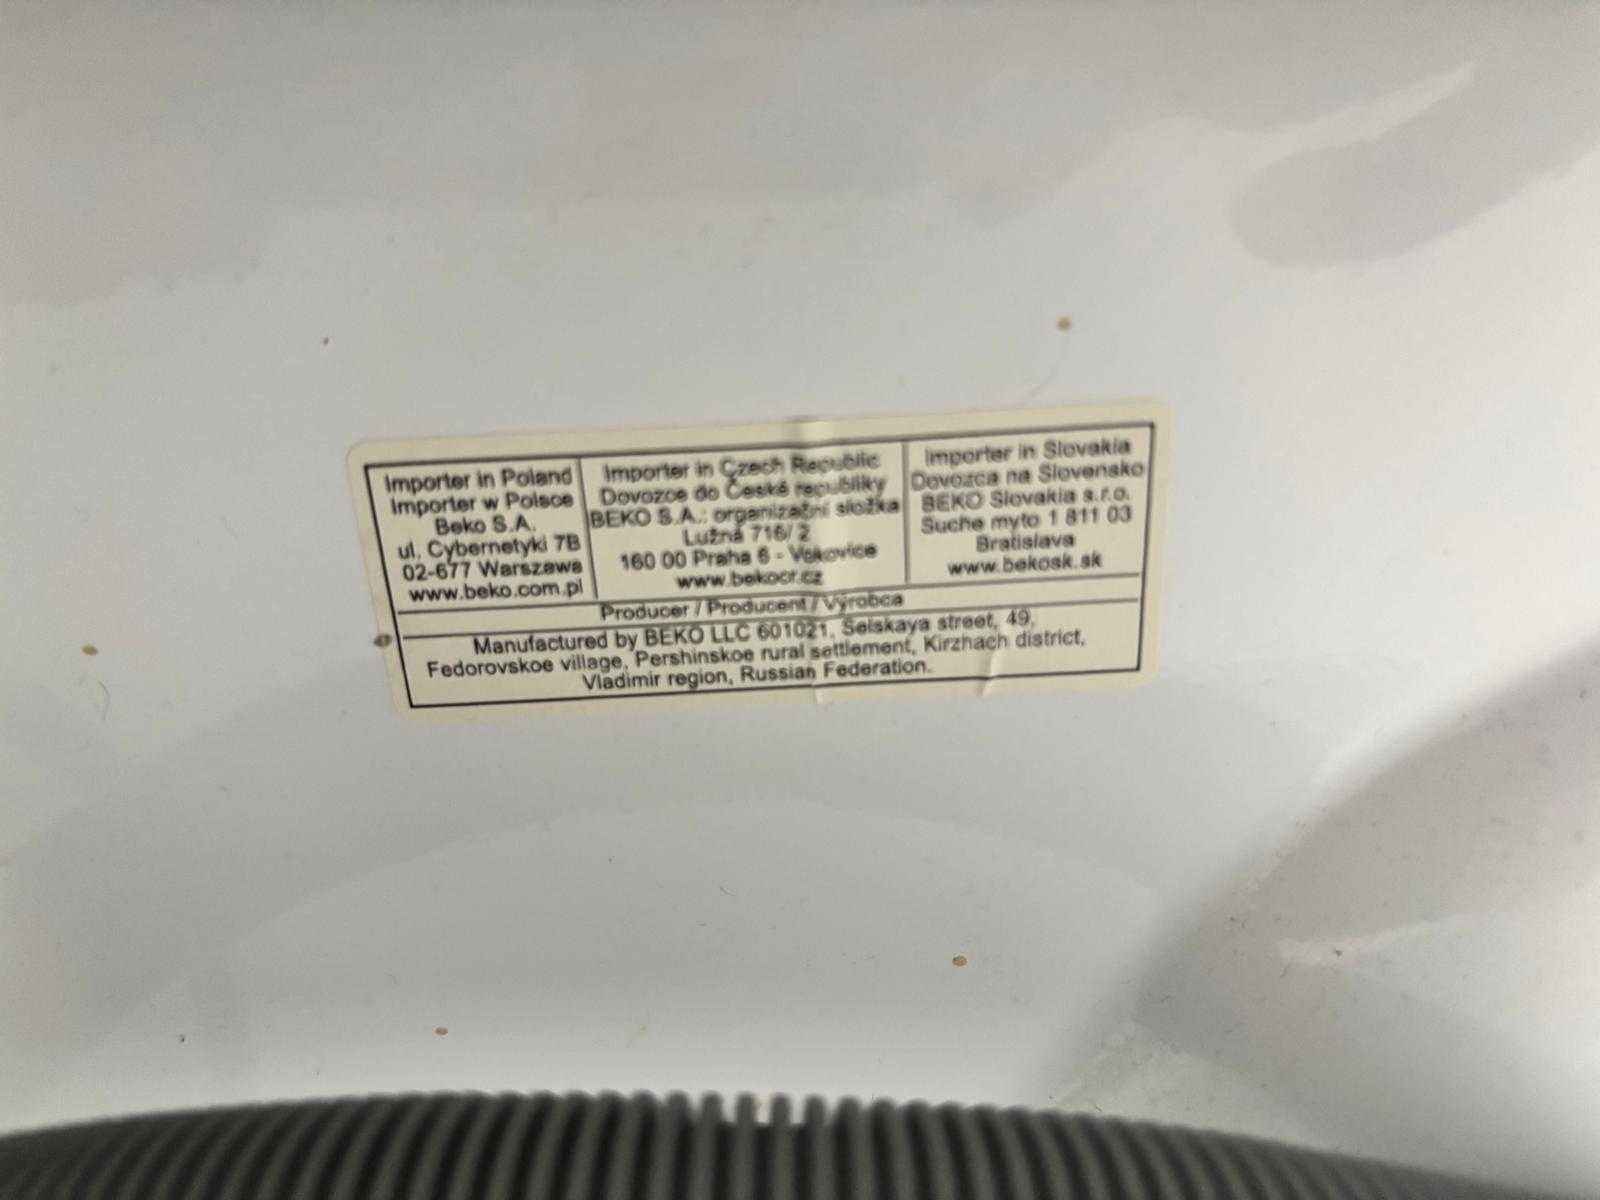 Importer in Poland
Importer w Polsce
Beko S.A.
ul. Cybernetyki 7B
02-677 Warszawa
www.beko.com.pl
Importer in Czech Republic
Dovozce do České republiky
BEKO S.A.: organizační složka
Lužná 716/ 2
160 00 Praha 6 - Vokovice
www.bekocr.cz
Importer in Slovakia
Dovozca na Slovensko
BEKO Slovakia s.r.o.
Suche myto 1 811 03
Bratislava
www.bekosk.sk
Producer / Producent / Výrobca
Manufactured by BEKO LLC 601021, Selskaya street, 49,
Fedorovskoe village, Pershinskoe rural settlement, Kirzhach district,
Vladimir region, Russian Federation.